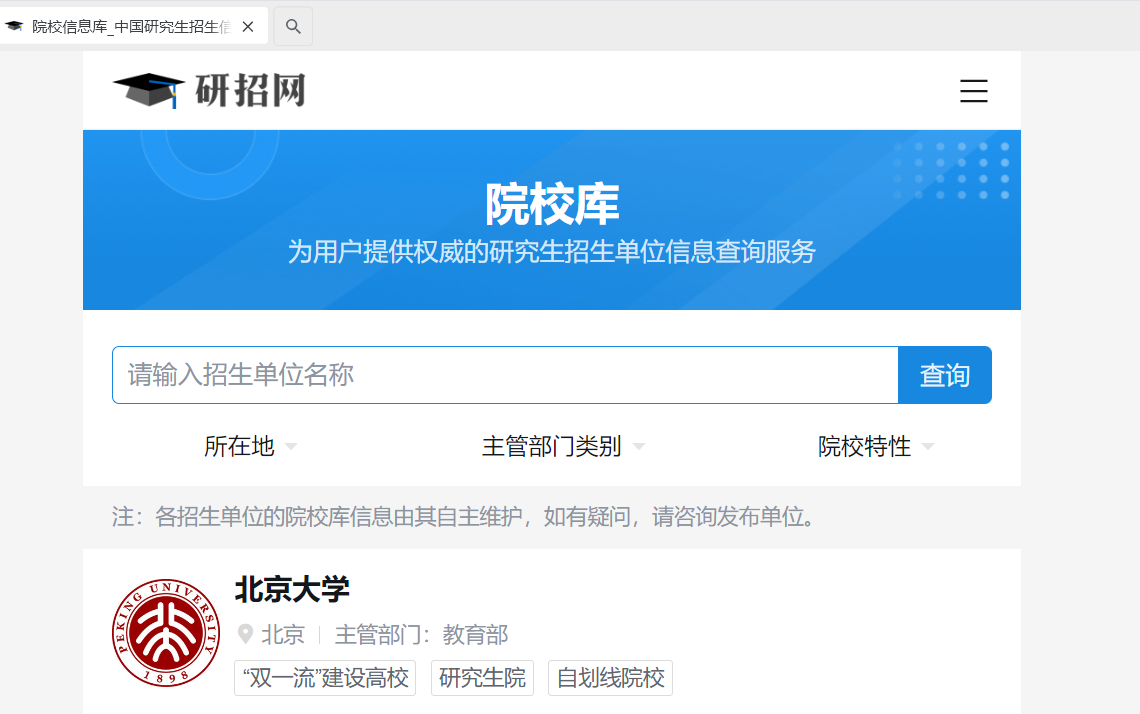 院校信息库_中国研究生招生信
研招网
院校库
为用户提供权威的研究生招生单位信息查询服务
请输入招生单位名称
查询
所在地
主管部门类别
院校特性
注：各招生单位的院校库信息由其自主维护，如有疑问，请咨询发布单位。
PEKING UNIVERSITY
1898
北京大学
北京
主管部门：教育部
“双一流”建设高校
研究生院
自划线院校